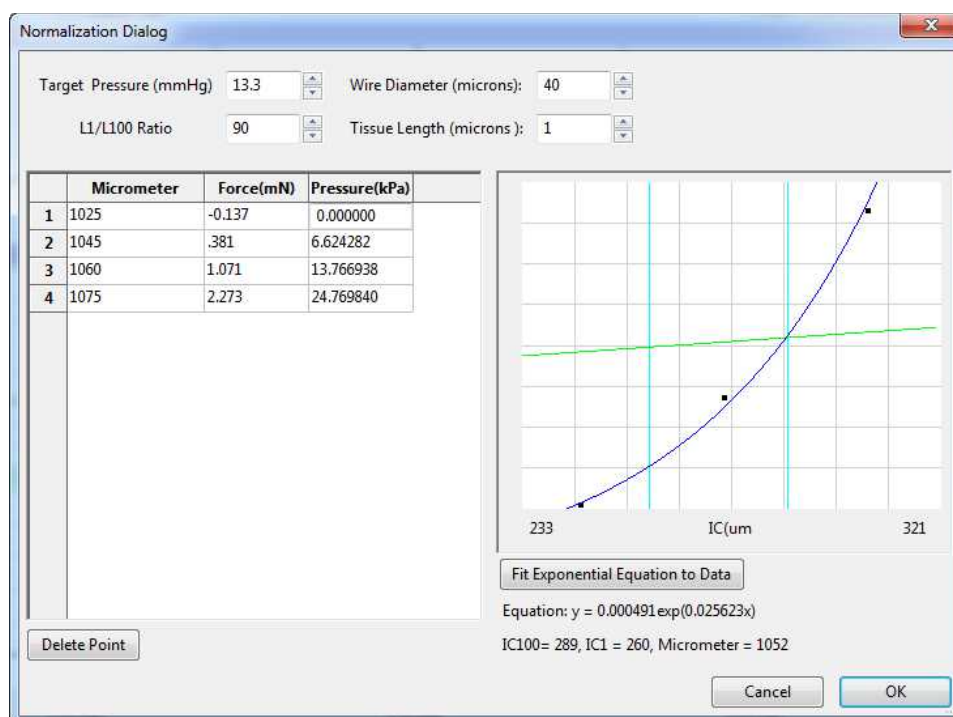 Normalization Dialog
Target Pressure (mmHg) 13.3 Wire Diameter (microns): 40
L1/L100 Ratio 90 Tissue Length (microns ): 1
Micrometer Force(mN) Pressure(kPa)
1 1025 -0.137 0.000000
2 1045 .381 6.624282
3 1060 1.071 13.766938
4 1075 2.273 24.769840
233 IC(um 321
Fit Exponential Equation to Data
Equation: y = 0.000491exp(0.025623x)
Delete Point
IC100= 289, IC1 = 260, Micrometer = 1052
Cancel OK